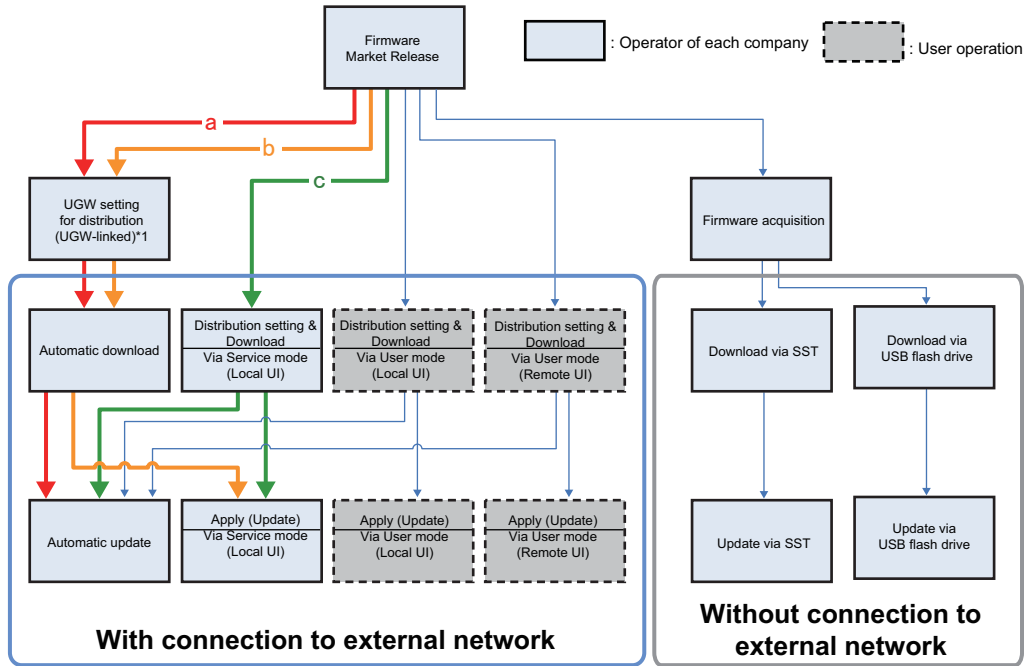 Firmware
Market Release
: Operator of each company
: User operation
a
b
c
UGW setting
for distribution
(UGW-linked)*1
Firmware acquisition
Automatic download
Distribution setting &
Download
Via Service mode
(Local UI)
Distribution setting &
Download
Via User mode
(Local UI)
Distribution setting &
Download
Via User mode
(Remote UI)
Download via SST
Download via
USB flash drive
Automatic update
Apply (Update)
Via Service mode
(Local UI)
Apply (Update)
Via User mode
(Local UI)
Apply (Update)
Via User mode
(Remote UI)
Update via SST
Update via
USB flash drive
With connection to external network
Without connection to
external network